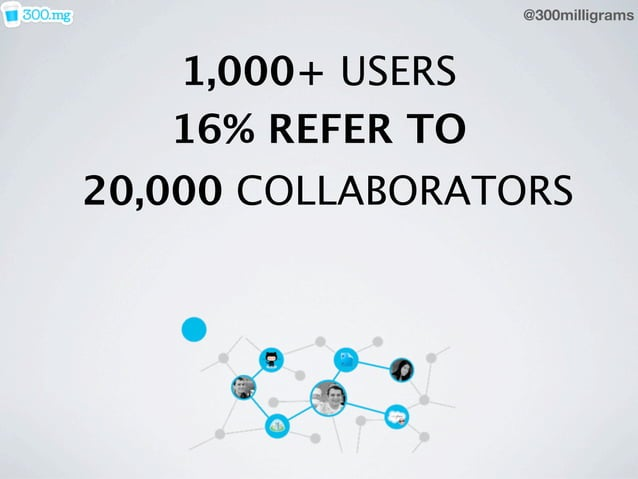 300.mg
@300milligrams
1,000+ USERS
16% REFER TO
20,000 COLLABORATORS